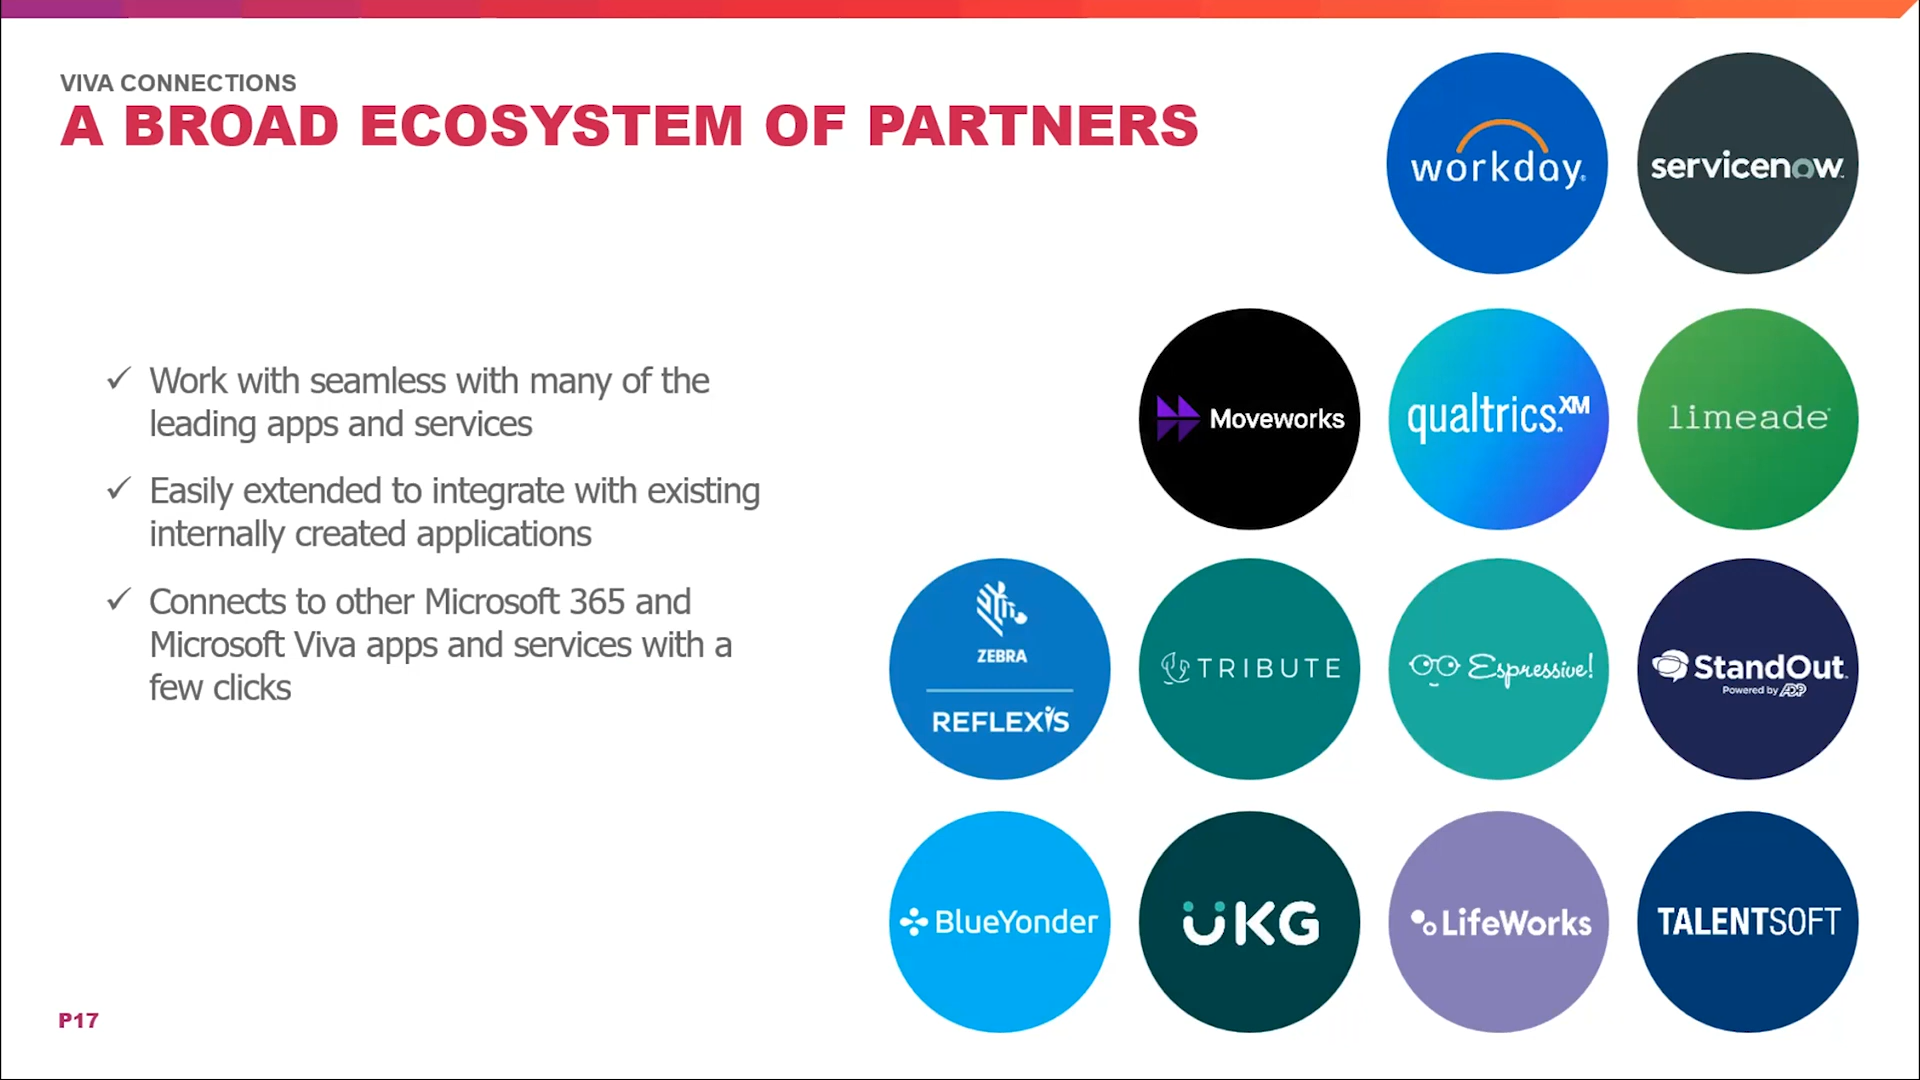 VIVA CONNECTIONS
A BROAD ECOSYSTEM OF PARTNERS
✓ Work with seamless with many of the
leading apps and services
✓ Easily extended to integrate with existing
internally created applications
✓ Connects to other Microsoft 365 and
Microsoft Viva apps and services with a
few clicks
workday.
servicenow
Moveworks
qualtrics.XM
limeade
ZEBRA
REFLEXIS
TRIBUTE
Espressive!
StandOut
Powered by ADP
BlueYonder
UKG
LifeWorks
TALENTSOFT
P17